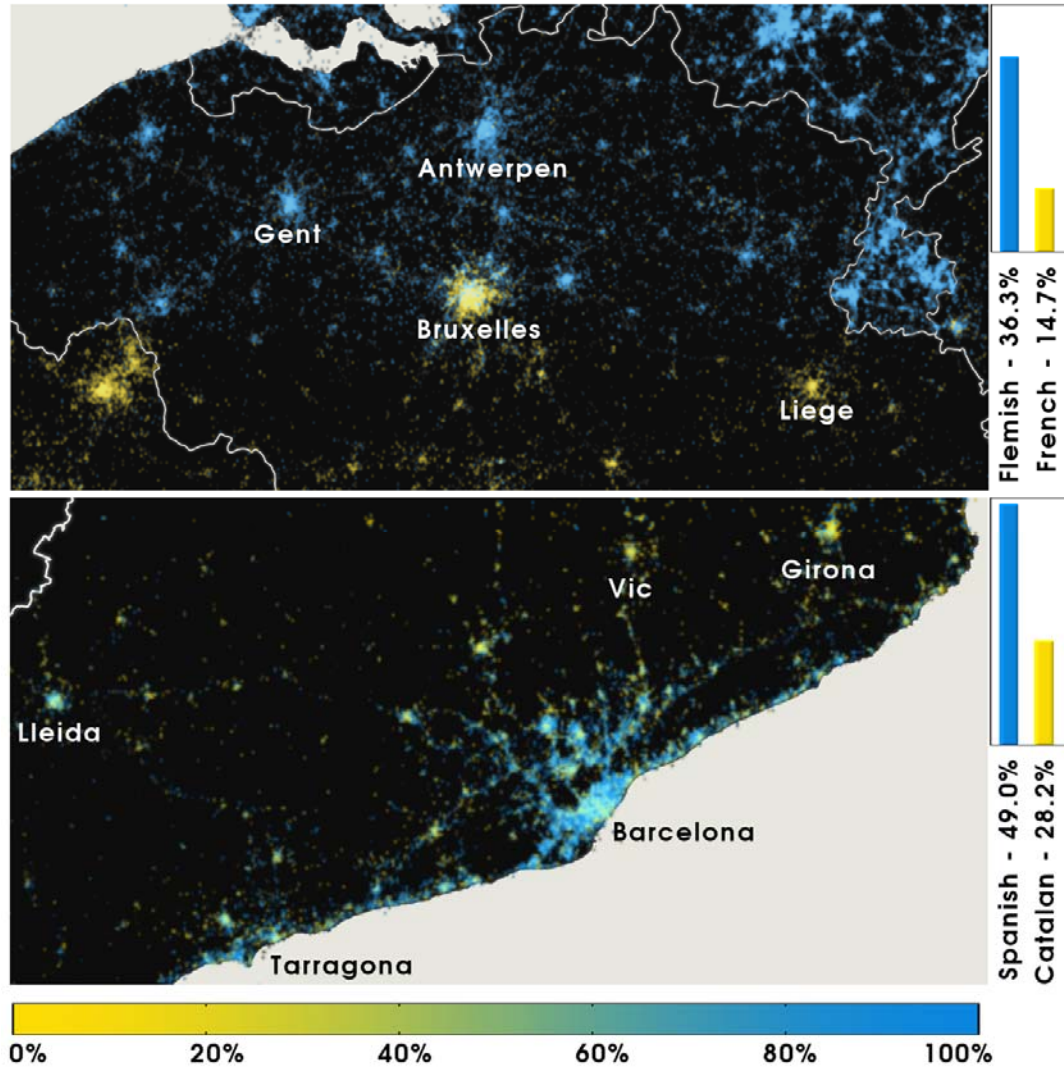 Antwerpen
Gent
Bruxelles
Liege
Flemish - 36.3%
French - 14.7%
Vic
Girona
Lleida
Barcelona
Tarragona
Spanish - 49.0%
Catalan - 28.2%
0% 20% 40% 60% 80% 100%